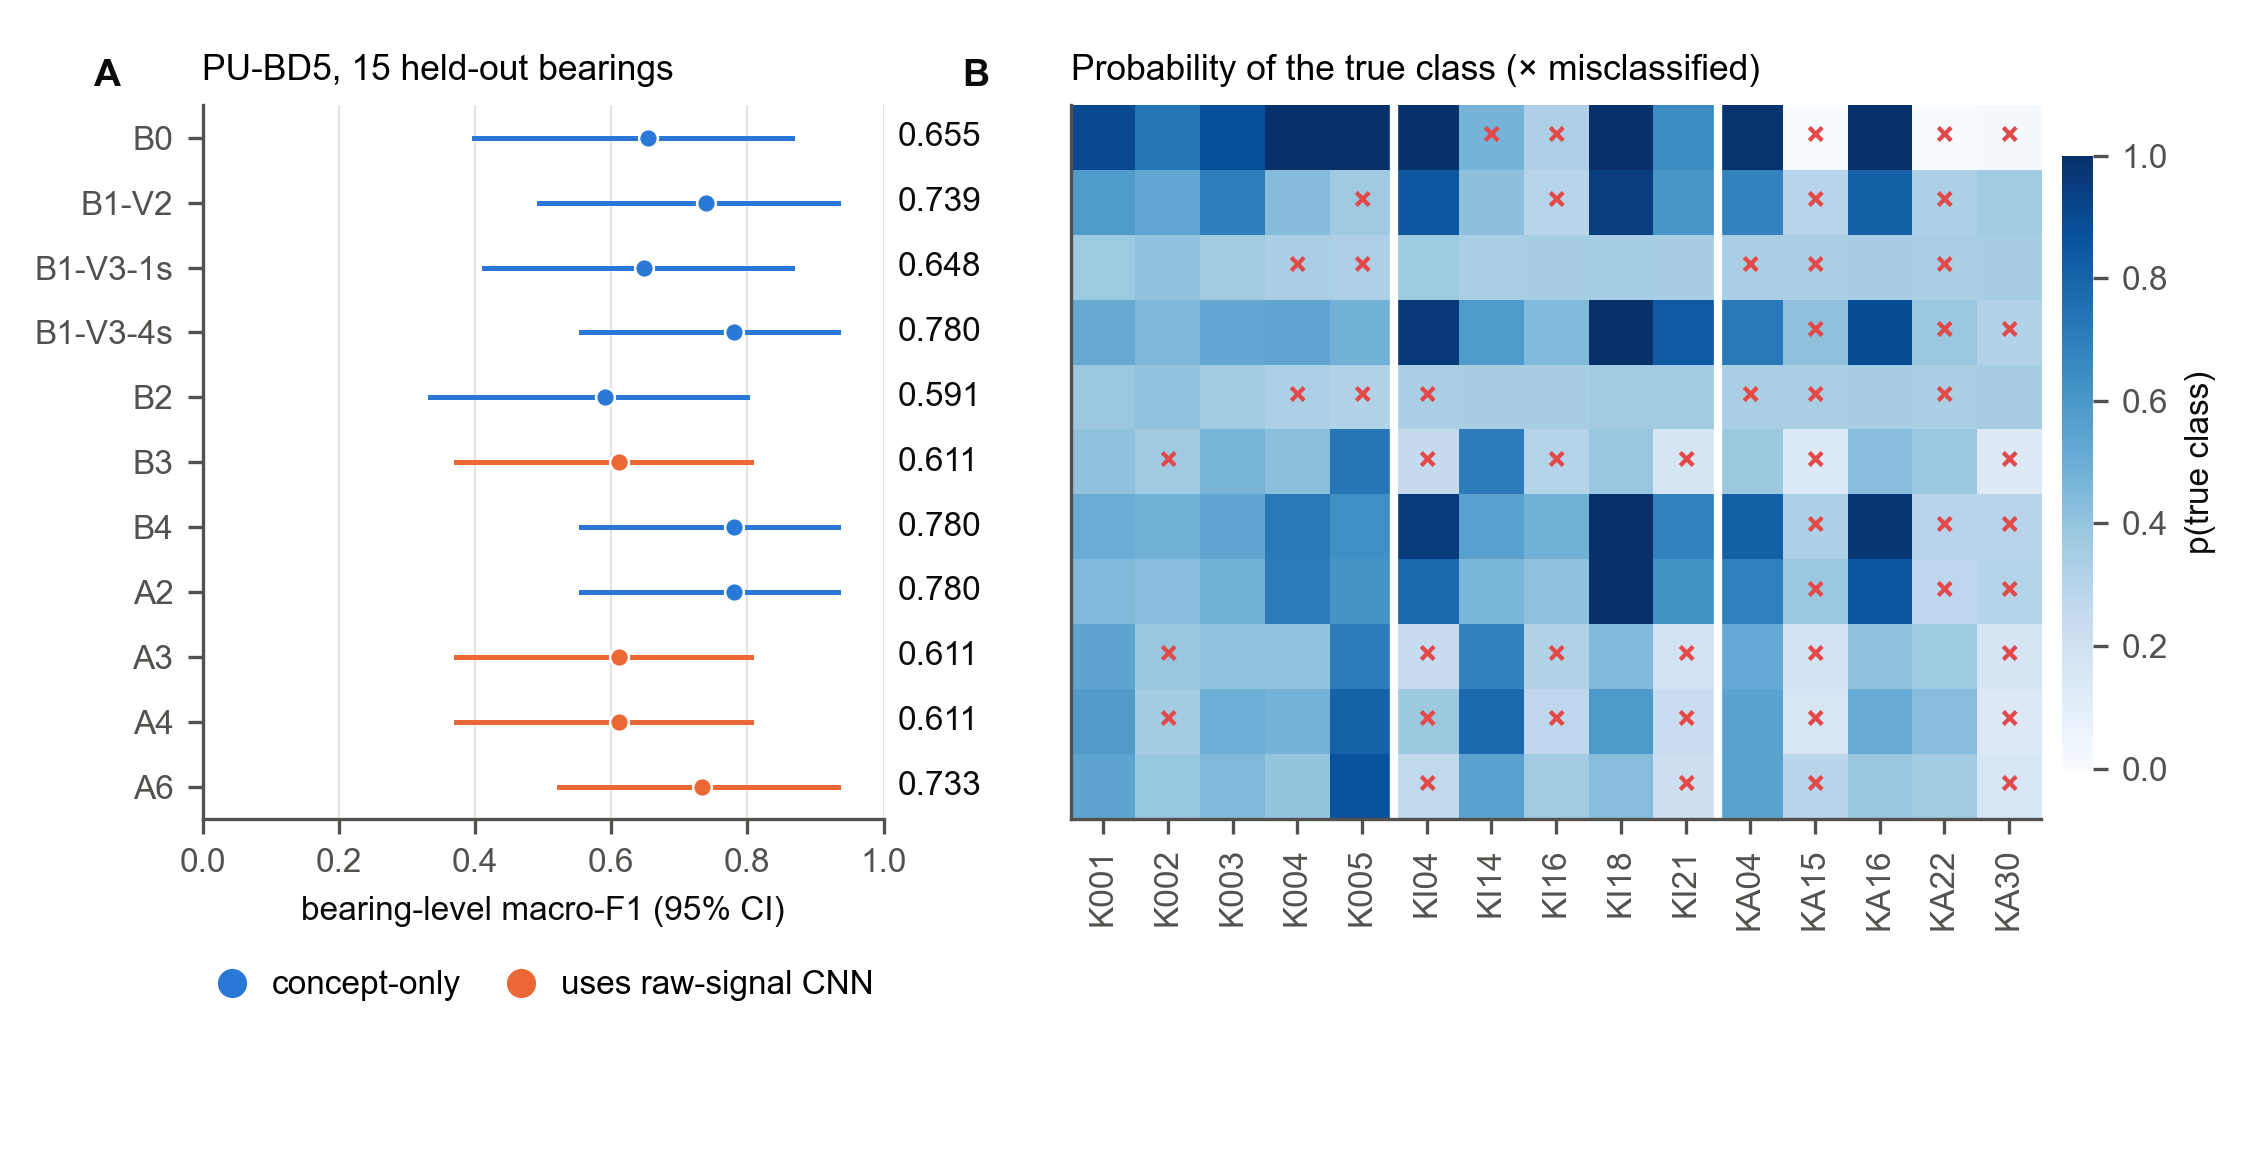 A PU-BD5, 15 held-out bearings
B0 0.655
B1-V2 0.739
B1-V3-1s 0.648
B1-V3-4s 0.780
B2 0.591
B3 0.611
B4 0.780
A2 0.780
A3 0.611
A4 0.611
A6 0.733
0.0 0.2 0.4 0.6 0.8 1.0
bearing-level macro-F1 (95% CI)
concept-only uses raw-signal CNN
B Probability of the true class (× misclassified)
K001 K002 K003 K004 K005 KI04 KI14 KI16 KI18 KI21 KA04 KA15 KA16 KA22 KA30
1.0
0.8
0.6
0.4
0.2
0.0
p(true class)